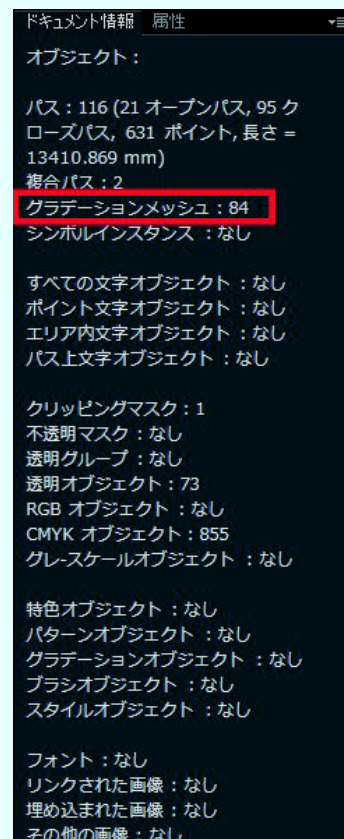 ドキュメント情報 属性
オブジェクト：
パス：116 (21 オープンパス, 95 ク
ローズパス, 631 ポイント, 長さ =
13410.869 mm)
複合パス：2
グラデーションメッシュ：84
シンボルインスタンス ：なし
すべての文字オブジェクト：なし
ポイント文字オブジェクト：なし
エリア内文字オブジェクト：なし
パス上文字オブジェクト：なし
クリッピングマスク：1
不透明マスク：なし
透明グループ：なし
透明オブジェクト：73
RGB オブジェクト：なし
CMYK オブジェクト：855
グレースケールオブジェクト ：なし
特色オブジェクト：なし
パターンオブジェクト：なし
グラデーションオブジェクト ：なし
ブラシオブジェクト：なし
スタイルオブジェクト ：なし
フォント：なし
リンクされた画像：なし
埋め込まれた画像：なし
その他の画像：なし